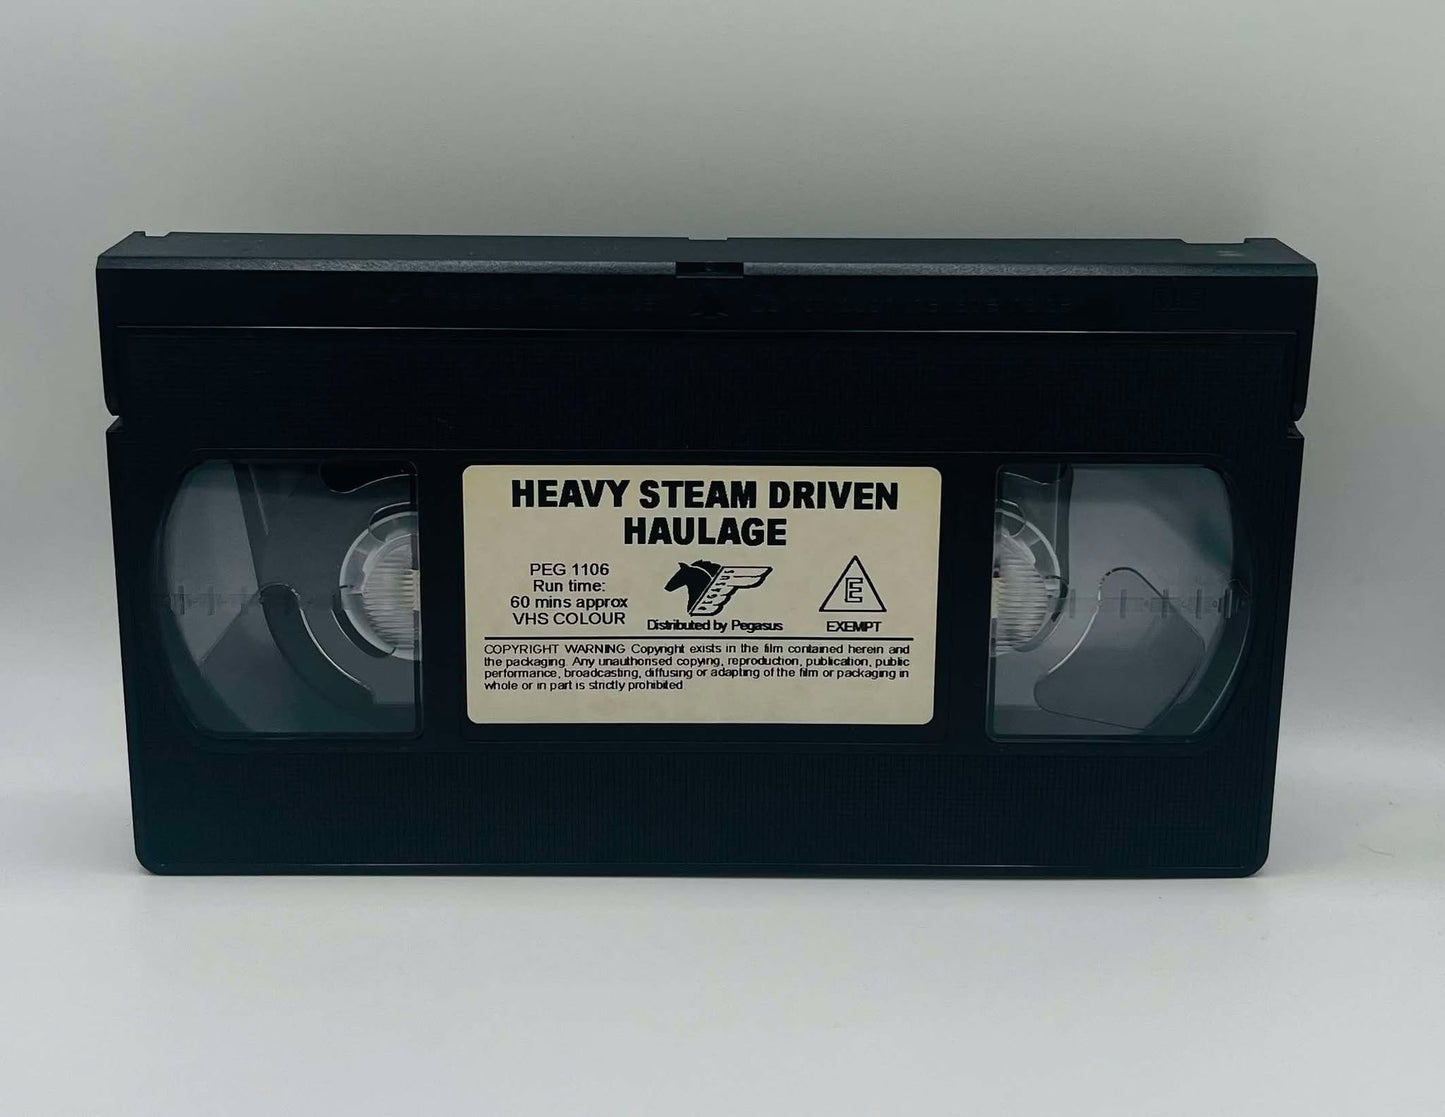 HEAVY STEAM DRIVEN
HAULAGE
PEG 1106
Run time:
60 mins approx
VHS COLOUR
PEGASUS
Distributed by Pegasus
E
EXEMPT
COPYRIGHT WARNING Copyright exists in the film contained herein and
the packaging. Any unauthorised copying, reproduction, publication, public
performance, broadcasting, diffusing or adapting of the film or packaging in
whole or in part is strictly prohibited